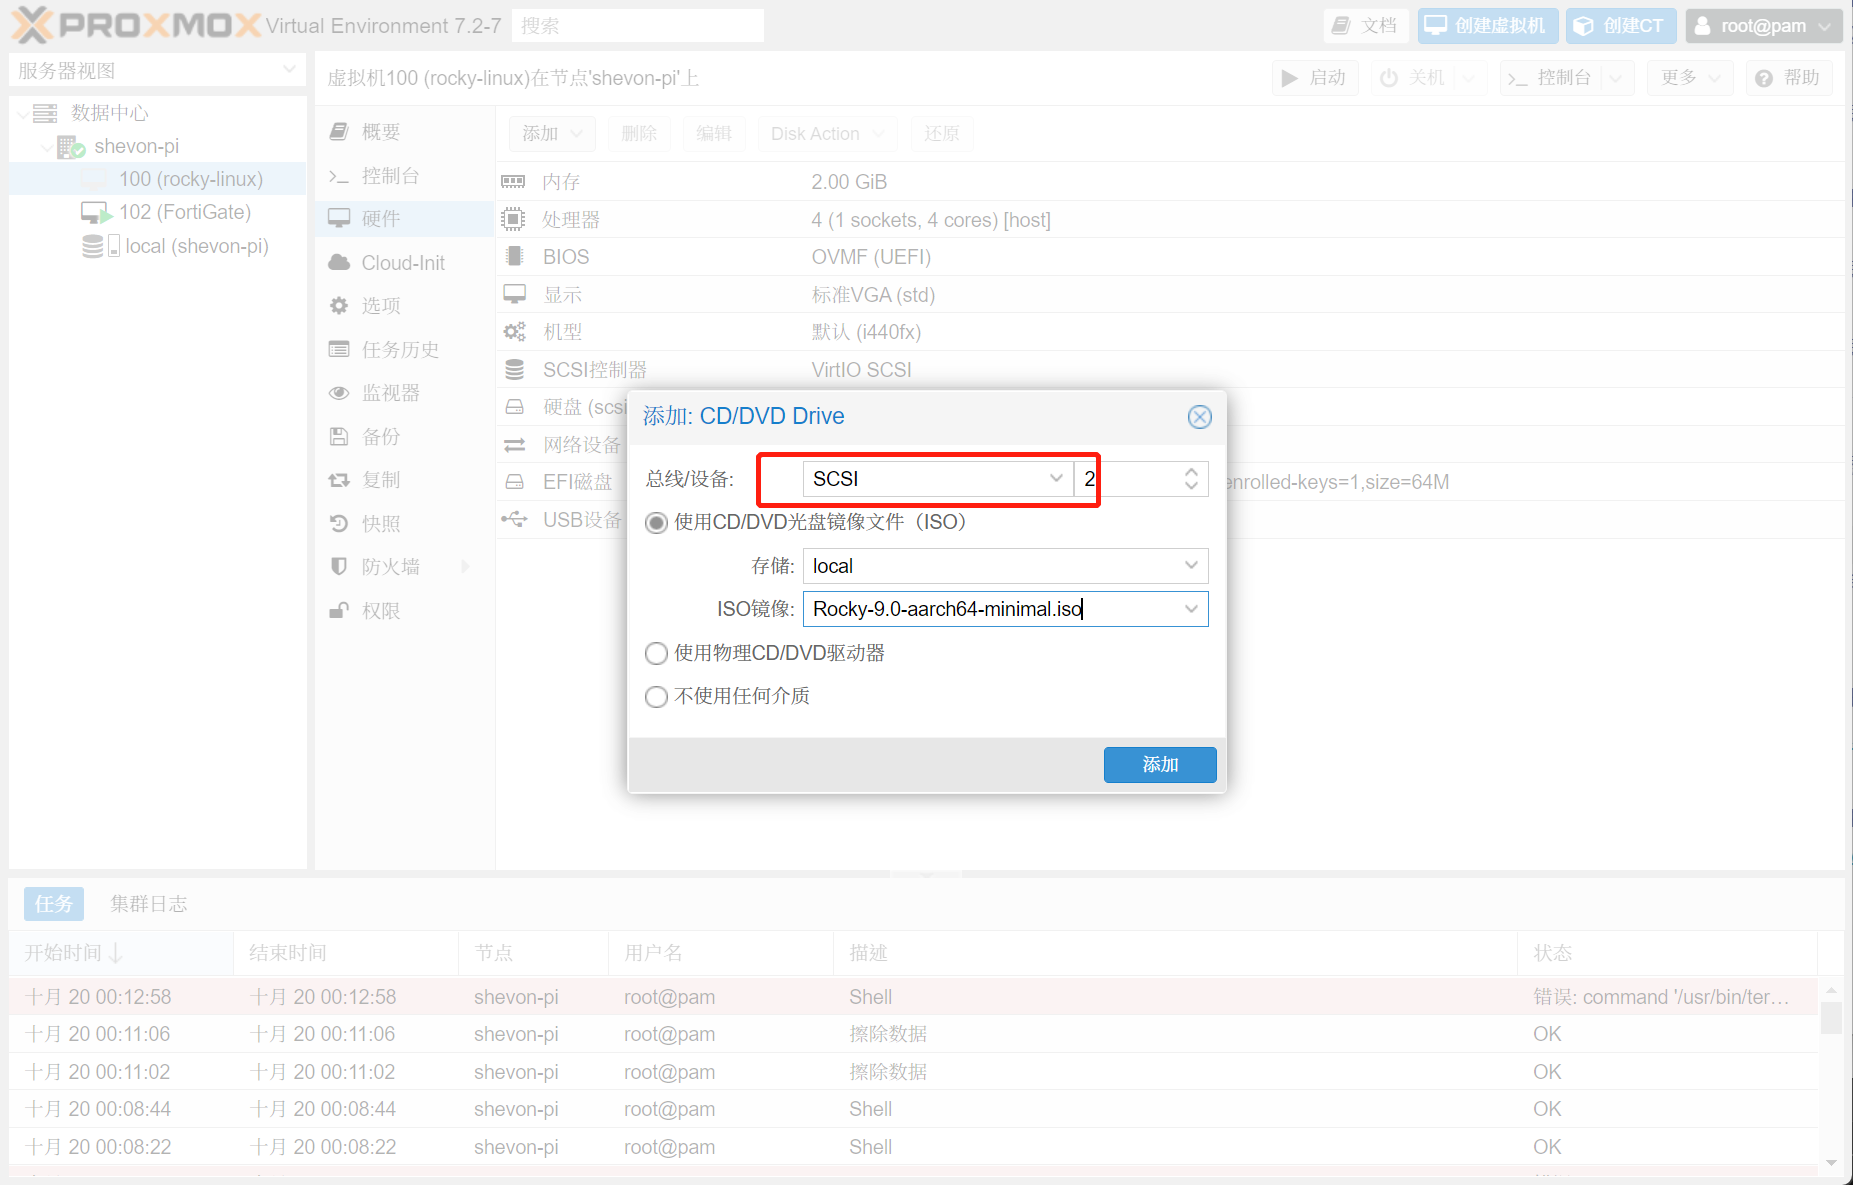 PROXMOX Virtual Environment 7.2-7 搜索 文档 创建虚拟机 创建CT root@pam
服务器视图
虚拟机100 (rocky-linux)在节点'shevon-pi'上 启动 关机 控制台 更多 帮助
数据中心
shevon-pi
100 (rocky-linux)
102 (FortiGate)
local (shevon-pi)
概要
控制台
硬件
Cloud-Init
选项
任务历史
监视器
备份
复制
快照
防火墙
权限
添加 删除 编辑 Disk Action 还原
内存 2.00 GiB
处理器 4 (1 sockets, 4 cores) [host]
BIOS OVMF (UEFI)
显示 标准VGA (std)
机型 默认 (i440fx)
SCSI控制器 VirtIO SCSI
硬盘 (scsi
网络设备
EFI磁盘 enrolled-keys=1,size=64M
USB设备
添加: CD/DVD Drive
总线/设备: SCSI 2
使用CD/DVD光盘镜像文件（ISO）
存储: local
ISO镜像: Rocky-9.0-aarch64-minimal.iso
使用物理CD/DVD驱动器
不使用任何介质
添加
任务 集群日志
开始时间 结束时间 节点 用户名 描述 状态
十月 20 00:12:58 十月 20 00:12:58 shevon-pi root@pam Shell 错误: command '/usr/bin/ter…
十月 20 00:11:06 十月 20 00:11:06 shevon-pi root@pam 擦除数据 OK
十月 20 00:11:02 十月 20 00:11:02 shevon-pi root@pam 擦除数据 OK
十月 20 00:08:44 十月 20 00:08:44 shevon-pi root@pam Shell OK
十月 20 00:08:22 十月 20 00:08:22 shevon-pi root@pam Shell OK